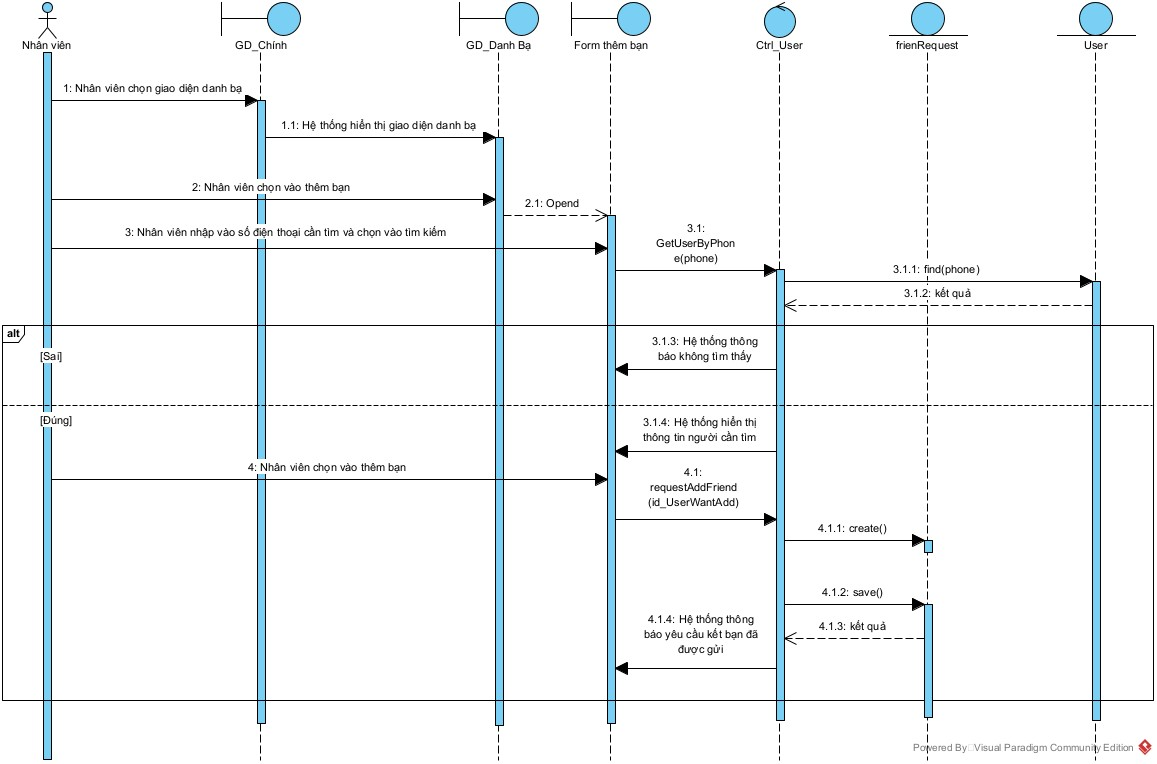 Nhân viên
GD_Chính
GD_Danh Bạ
Form thêm bạn
Ctrl_User
frienRequest
User
1: Nhân viên chọn giao diện danh bạ
1.1: Hệ thống hiển thị giao diện danh bạ
2: Nhân viên chọn vào thêm bạn
2.1: Opend
3: Nhân viên nhập vào số điện thoại cần tìm và chọn vào tìm kiếm
3.1:
GetUserByPhon
e(phone)
3.1.1: find(phone)
3.1.2: kết quả
alt
[Sai]
3.1.3: Hệ thống thông
báo không tìm thấy
[Đúng]
3.1.4: Hệ thống hiển thị
thông tin người cần tìm
4: Nhân viên chọn vào thêm bạn
4.1:
requestAddFriend
(id_UserWantAdd)
4.1.1: create()
4.1.2: save()
4.1.3: kết quả
4.1.4: Hệ thống thông
báo yêu cầu kết bạn đã
được gửi
Powered By Visual Paradigm Community Edition